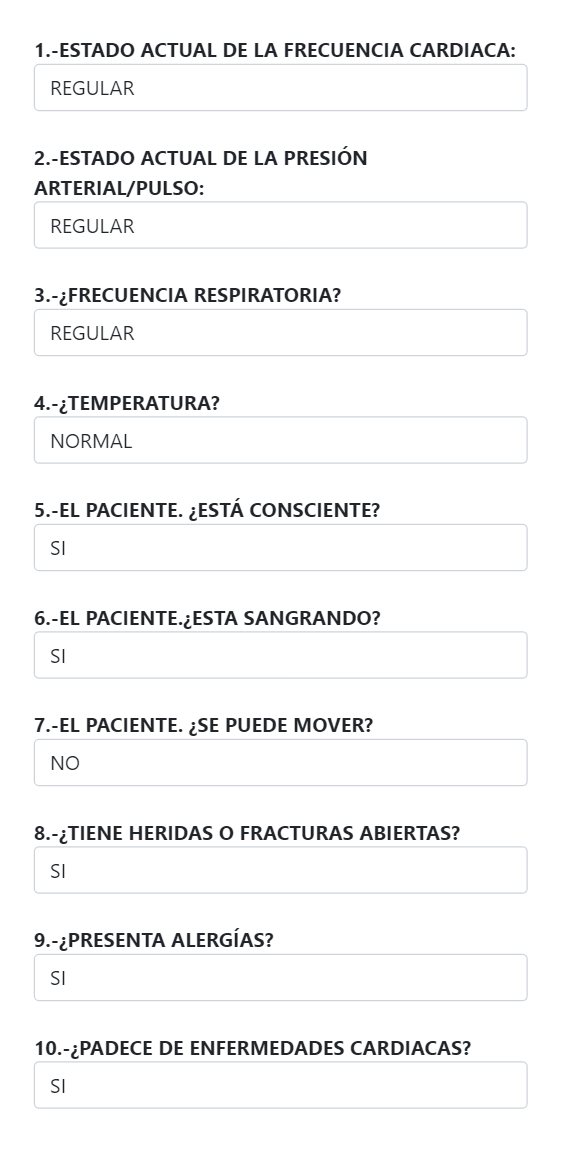 1.-ESTADO ACTUAL DE LA FRECUENCIA CARDIACA:
REGULAR
2.-ESTADO ACTUAL DE LA PRESIÓN
ARTERIAL/PULSO:
REGULAR
3.-¿FRECUENCIA RESPIRATORIA?
REGULAR
4.-¿TEMPERATURA?
NORMAL
5.-EL PACIENTE. ¿ESTÁ CONSCIENTE?
SI
6.-EL PACIENTE.¿ESTA SANGRANDO?
SI
7.-EL PACIENTE. ¿SE PUEDE MOVER?
NO
8.-¿TIENE HERIDAS O FRACTURAS ABIERTAS?
SI
9.-¿PRESENTA ALERGÍAS?
SI
10.-¿PADECE DE ENFERMEDADES CARDIACAS?
SI